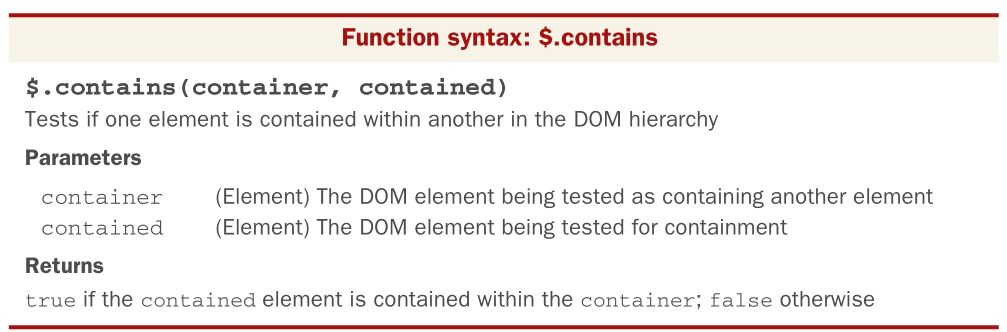 Function syntax: $.contains
$.contains(container, contained)
Tests if one element is contained within another in the DOM hierarchy
Parameters
container (Element) The DOM element being tested as containing another element
contained (Element) The DOM element being tested for containment
Returns
true if the contained element is contained within the container; false otherwise